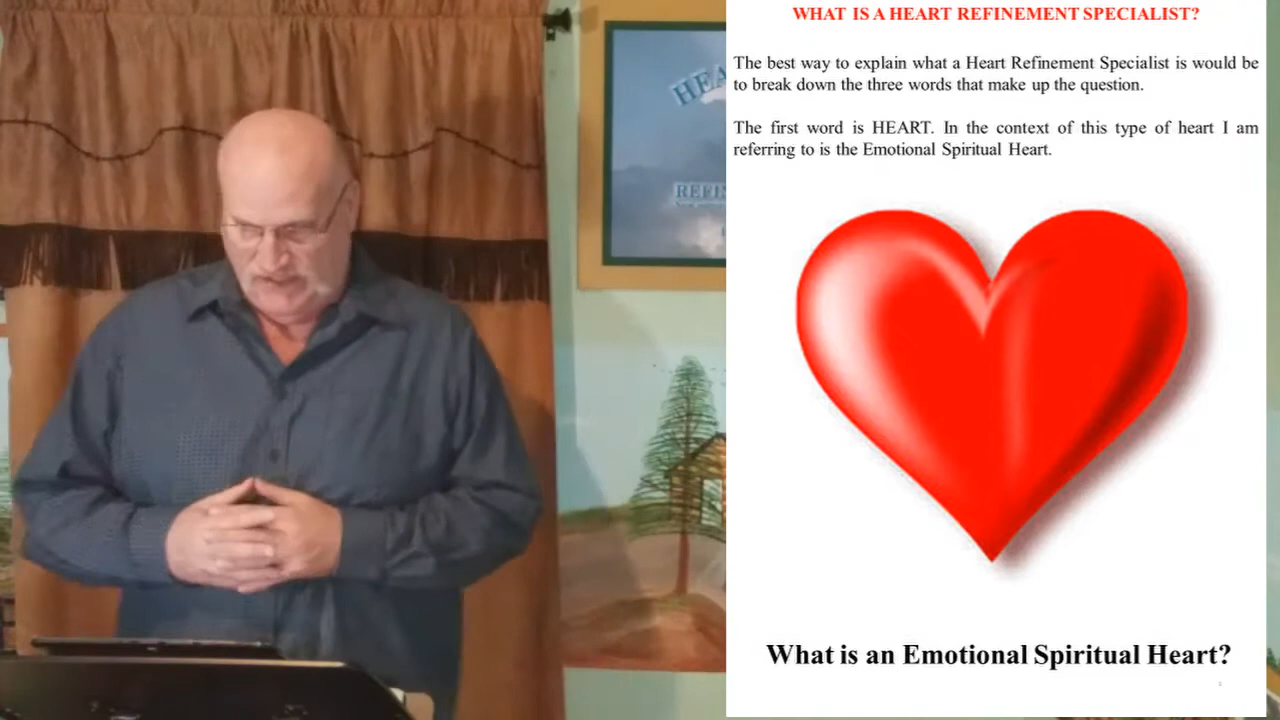 WHAT IS A HEART REFINEMENT SPECIALIST?
The best way to explain what a Heart Refinement Specialist is would be
to break down the three words that make up the question.
The first word is HEART. In the context of this type of heart I am
referring to is the Emotional Spiritual Heart.
What is an Emotional Spiritual Heart?